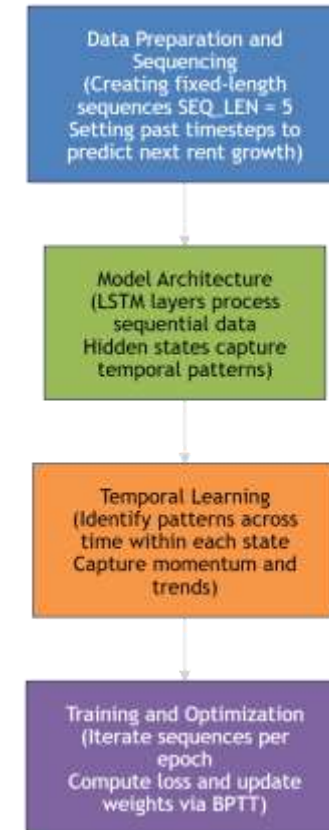 Data Preparation and
Sequencing
(Creating fixed-length
sequences SEQ_LEN = 5
Setting past timesteps to
predict next rent growth)
Model Architecture
(LSTM layers process
sequential data
Hidden states capture
temporal patterns)
Temporal Learning
(Identify patterns across
time within each state
Capture momentum and
trends)
Training and Optimization
(Iterate sequences per
epoch
Compute loss and update
weights via BPTT)